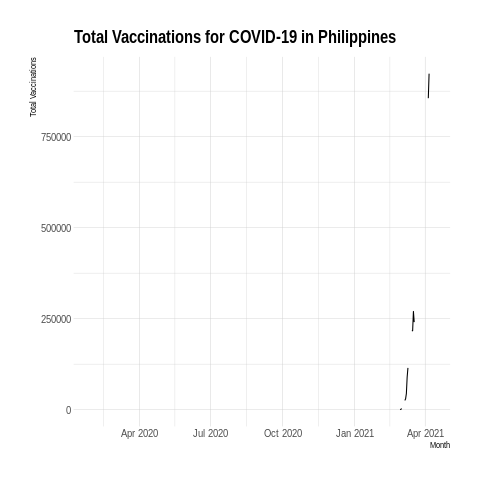 Total Vaccinations for COVID-19 in Philippines
Total Vaccinations
750000
500000
250000
0
Apr 2020 Jul 2020 Oct 2020 Jan 2021 Apr 2021
Month